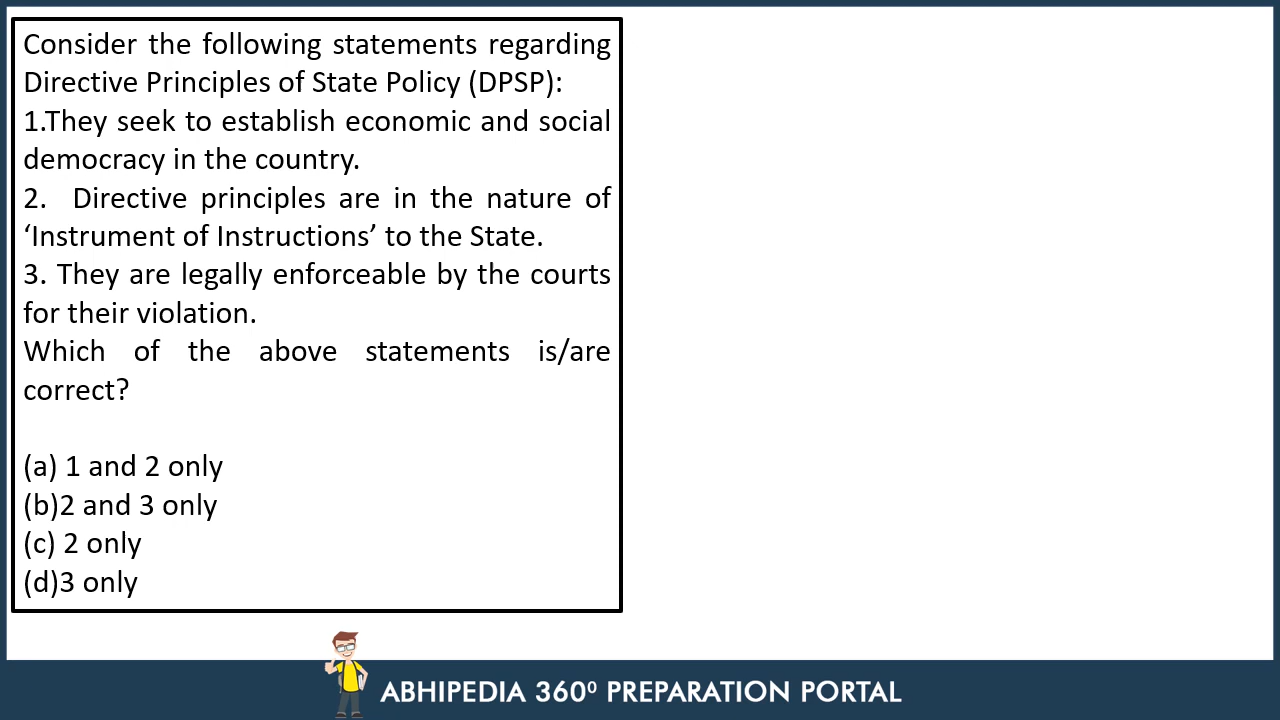 Consider the following statements regarding
Directive Principles of State Policy (DPSP):
1.They seek to establish economic and social
democracy in the country.
2. Directive principles are in the nature of
‘Instrument of Instructions’ to the State.
3. They are legally enforceable by the courts
for their violation.
Which of the above statements is/are
correct?
(a) 1 and 2 only
(b)2 and 3 only
(c) 2 only
(d)3 only
ABHIPEDIA 360⁰ PREPARATION PORTAL